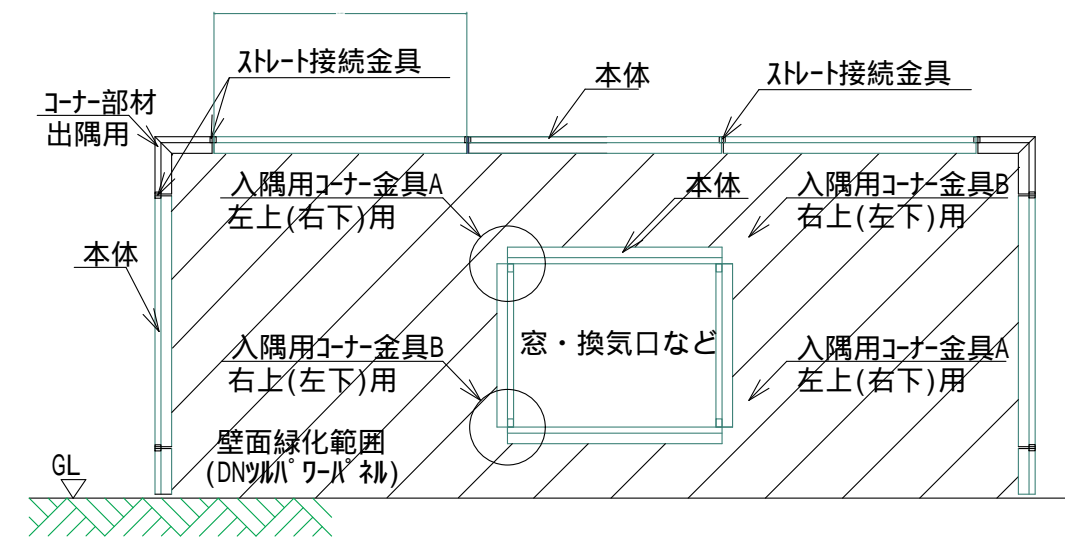 ｽﾄﾚｰﾄ接続金具
本体
ｽﾄﾚｰﾄ接続金具
ｺｰﾅｰ部材
出隅用
入隅用ｺｰﾅｰ金具A
左上(右下)用
本体
入隅用ｺｰﾅｰ金具B
右上(左下)用
本体
窓・換気口など
入隅用ｺｰﾅｰ金具B
右上(左下)用
入隅用ｺｰﾅｰ金具A
左上(右下)用
壁面緑化範囲
(DNﾂﾙﾊﾟﾜｰﾊﾟﾈﾙ)
GL